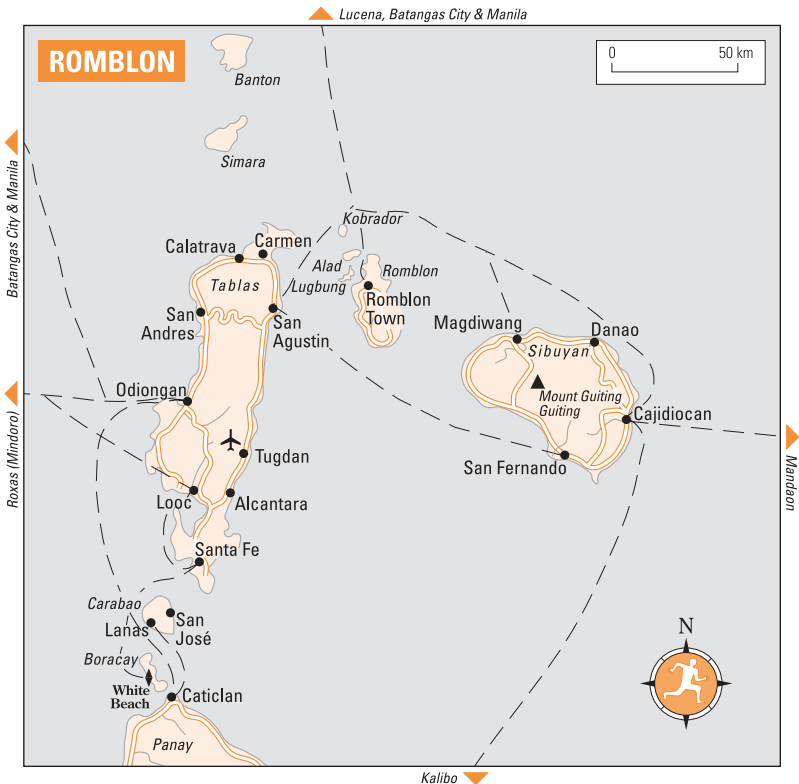 Lucena, Batangas City & Manila
ROMBLON
0 50 km
Banton
Simara
Batangas City & Manila
Kobrador
Calatrava
Carmen
Alad
Romblon
Tablas
Lugbung
Romblon
Town
San
Andres
San
Agustin
Magdiwang
Danao
Sibuyan
Odiongan
Mount Guiting
Guiting
Cajidiocan
Roxas (Mindoro)
Mandaon
Tugdan
San Fernando
Looc
Alcantara
Santa Fe
Carabao
San
José
Lanas
Boracay
White
Beach
Caticlan
N
Panay
Kalibo